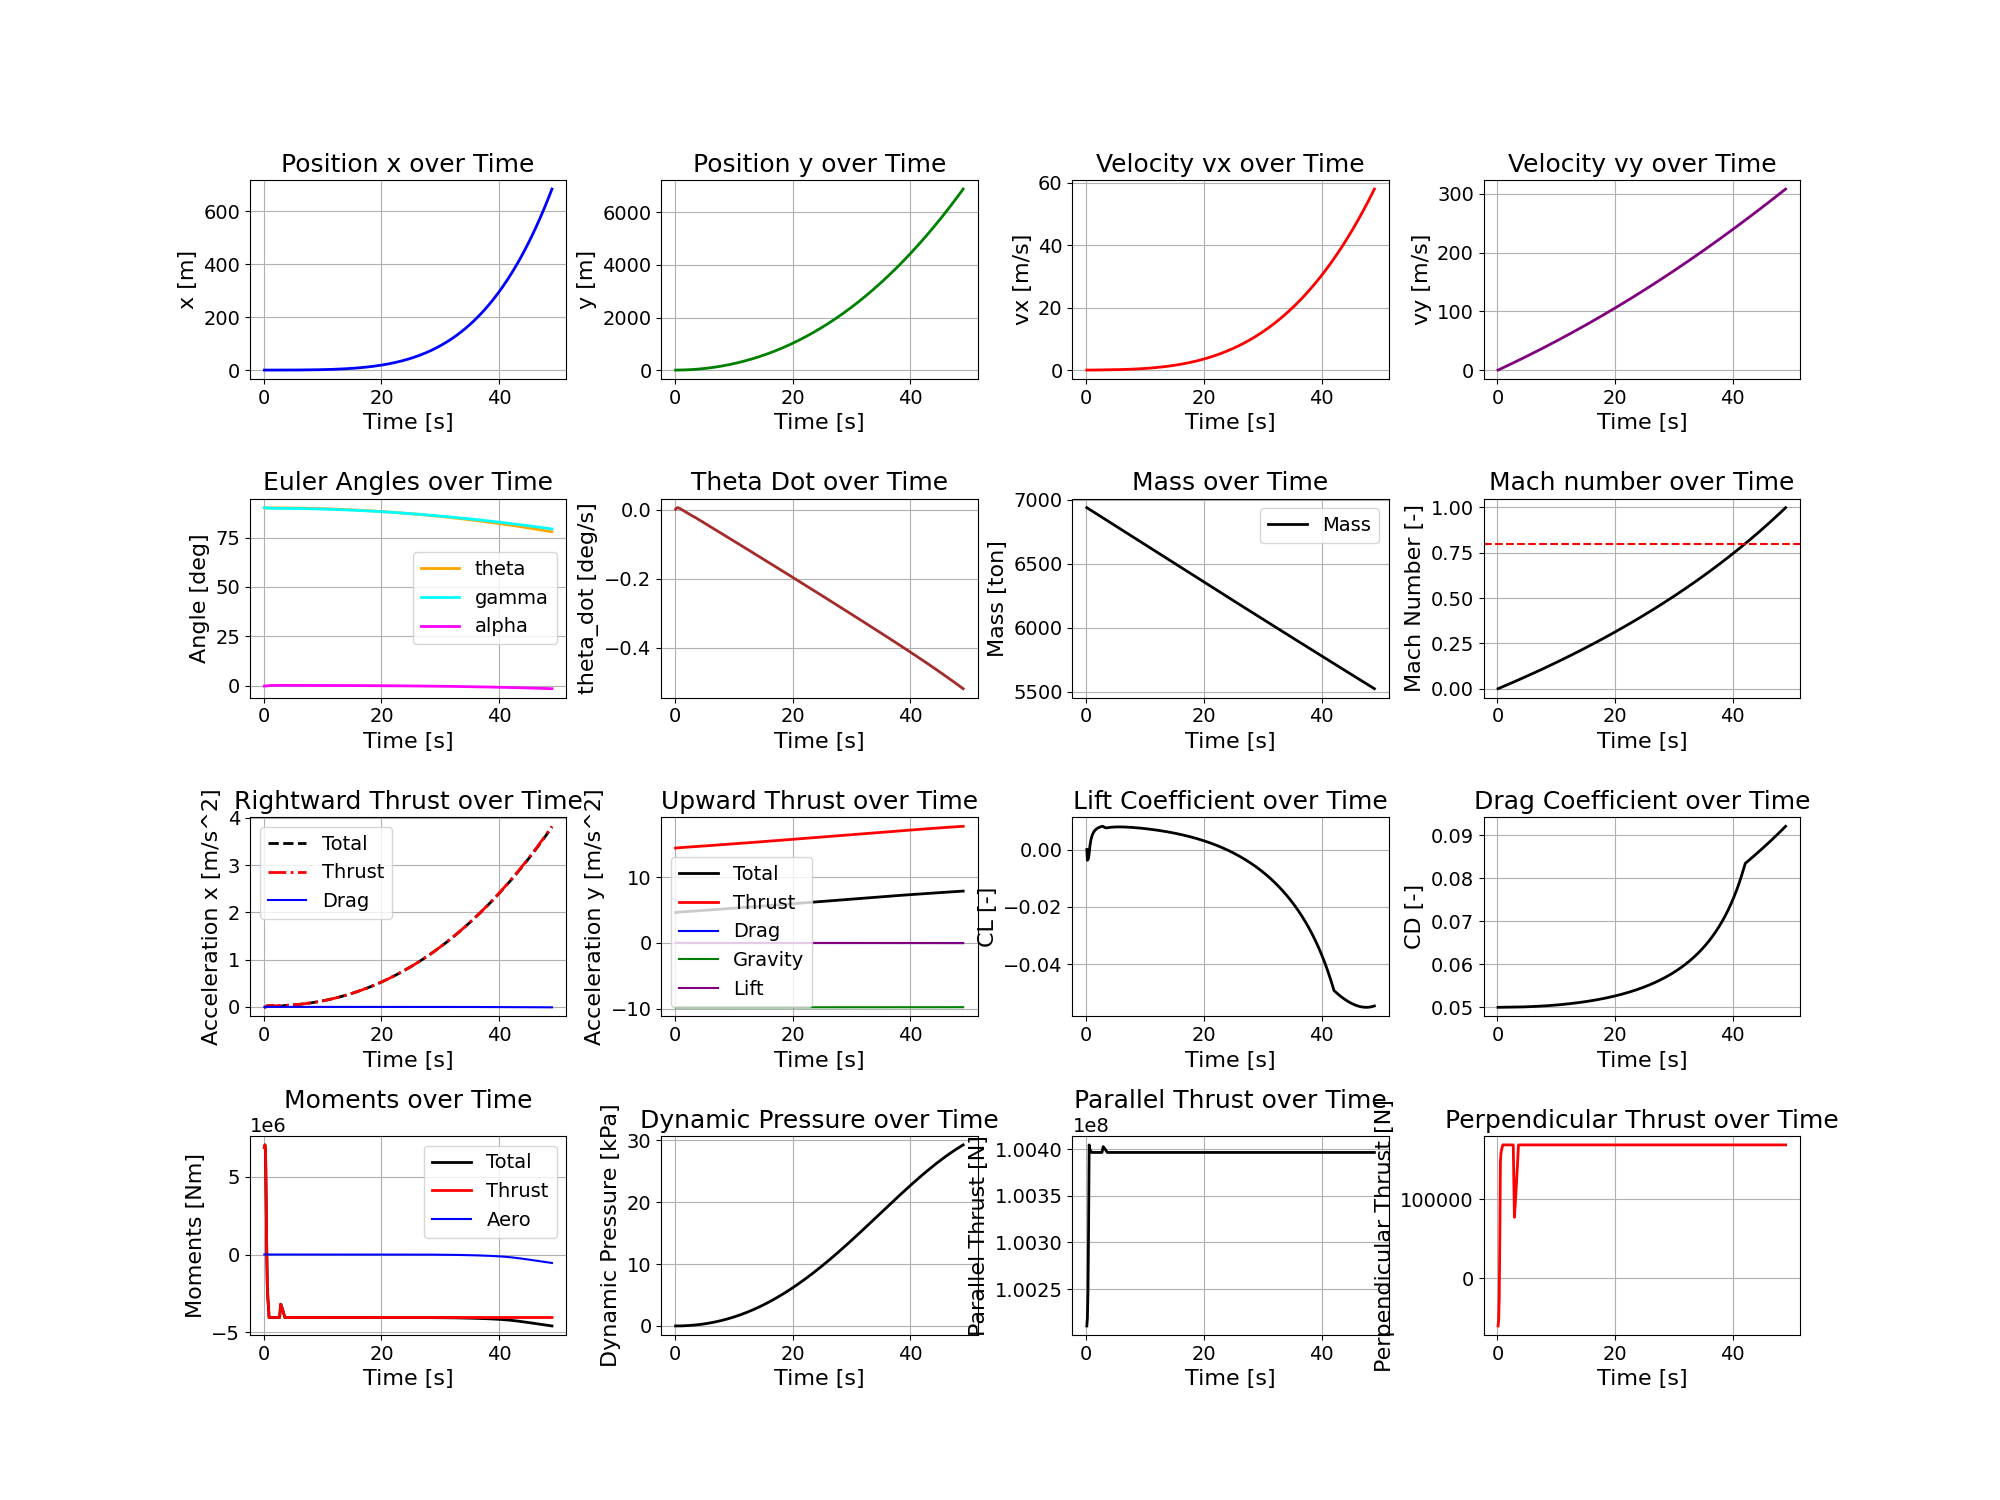 Position x over Time
x [m]
600
400
200
0
0 20 40
Time [s]
Position y over Time
y [m]
6000
4000
2000
0
0 20 40
Time [s]
Velocity vx over Time
vx [m/s]
60
40
20
0
0 20 40
Time [s]
Velocity vy over Time
vy [m/s]
300
200
100
0
0 20 40
Time [s]
Euler Angles over Time
Angle [deg]
75
50
25
0
theta
gamma
alpha
0 20 40
Time [s]
Theta Dot over Time
theta_dot [deg/s]
0.0
−0.2
−0.4
0 20 40
Time [s]
Mass over Time
Mass [ton]
7000
6500
6000
5500
Mass
0 20 40
Time [s]
Mach number over Time
Mach Number [-]
1.00
0.75
0.50
0.25
0.00
0 20 40
Time [s]
Rightward Thrust over Time
Acceleration x [m/s^2]
4
3
2
1
0
Total
Thrust
Drag
0 20 40
Time [s]
Upward Thrust over Time
Acceleration y [m/s^2]
10
0
−10
Total
Thrust
Drag
Gravity
Lift
0 20 40
Time [s]
Lift Coefficient over Time
CL [-]
0.00
−0.02
−0.04
0 20 40
Time [s]
Drag Coefficient over Time
CD [-]
0.09
0.08
0.07
0.06
0.05
0 20 40
Time [s]
Moments over Time
1e6
Moments [Nm]
5
0
−5
Total
Thrust
Aero
0 20 40
Time [s]
Dynamic Pressure over Time
Dynamic Pressure [kPa]
30
20
10
0
0 20 40
Time [s]
Parallel Thrust over Time
1e8
Parallel Thrust [N]
1.0040
1.0035
1.0030
1.0025
0 20 40
Time [s]
Perpendicular Thrust over Time
Perpendicular Thrust [N]
100000
0
0 20 40
Time [s]